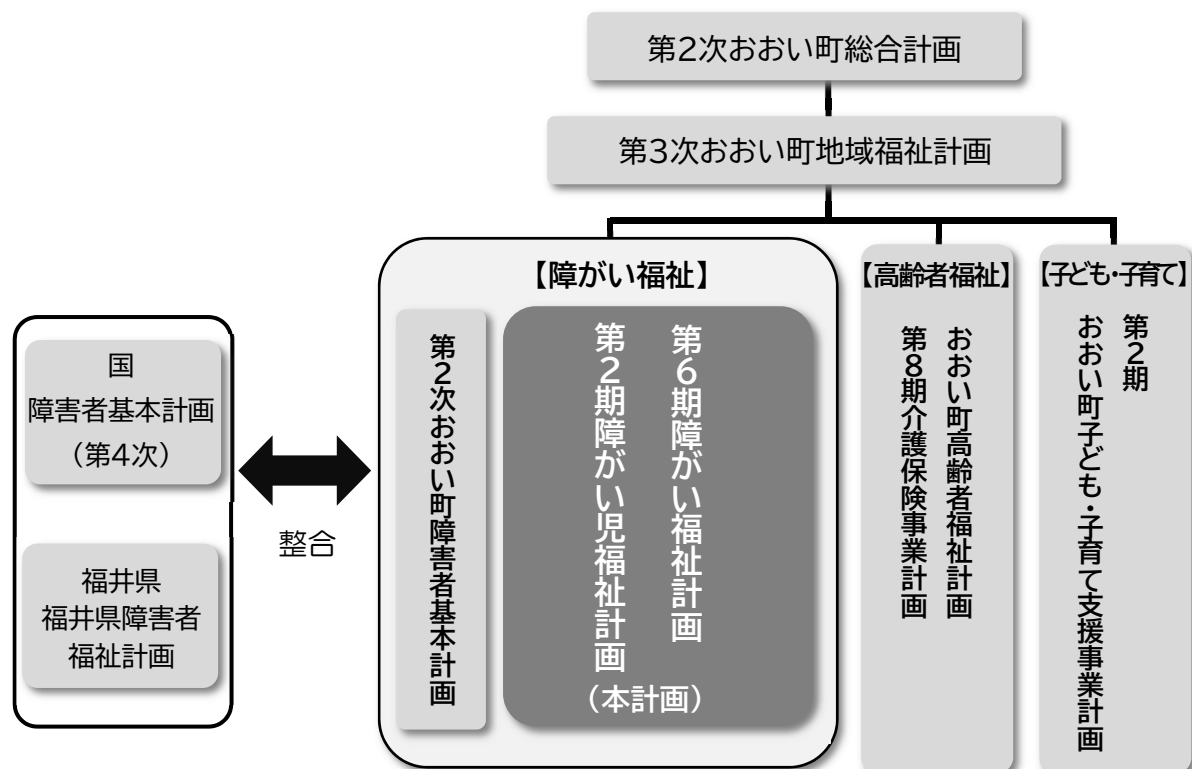 第2次おおい町総合計画
第3次おおい町地域福祉計画
国
障害者基本計画
（第4次）
福井県
福井県障害者
福祉計画
整合
【障がい福祉】
第2次おおい町障害者基本計画
第6期障がい福祉計画
第2期障がい児福祉計画
（本計画）
【高齢者福祉】
おおい町高齢者福祉計画
第8期介護保険事業計画
【子ども・子育て】
第2期
おおい町子ども・子育て支援事業計画